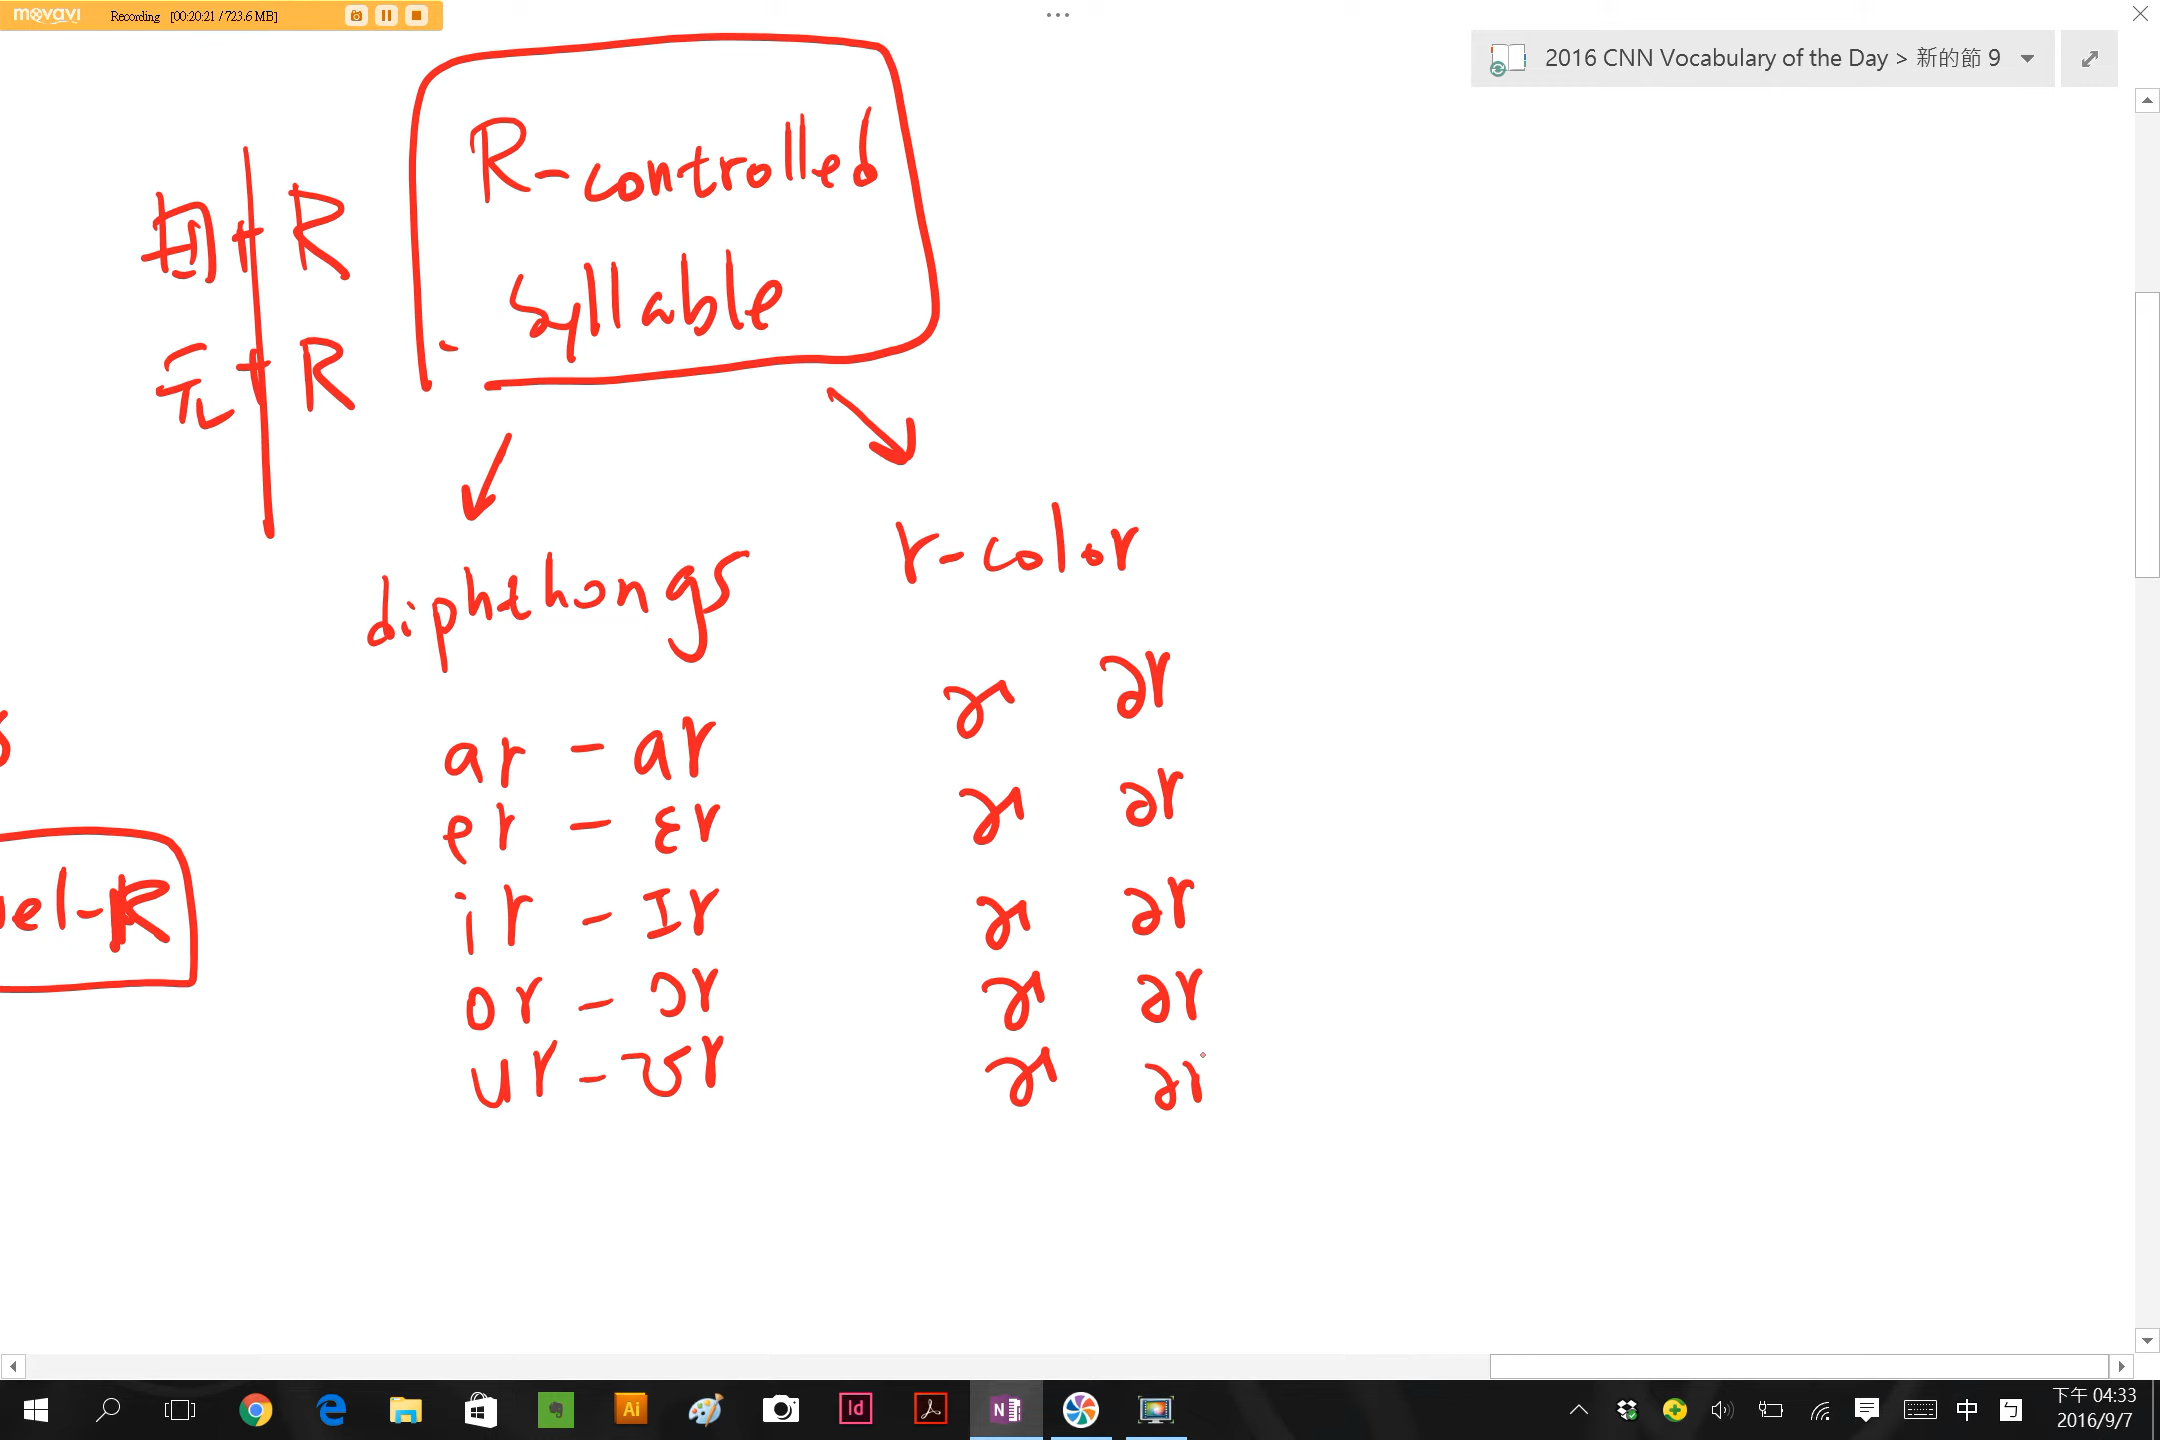 movavi Recording [00:20:21 / 723.6 MB]
2016 CNN Vocabulary of the Day > 新的節 9
R-controlled
syllable
+ R
元 + R
diphthongs
r-color
ar - ar ɚ ər
er - ɛr ɚ ər
ir - Ir ɚ ər
or - ɔr ɚ ər
ur - ʊr ɚ ər
el-R
中
下午 04:33
2016/9/7